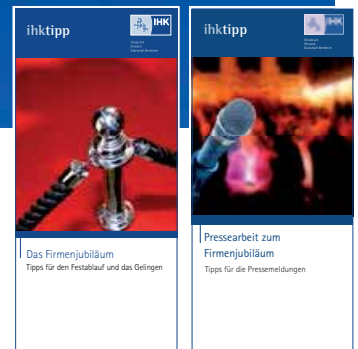 ihktipp
IHK
Das Firmenjubiläum
Tipps für den Festablauf und das Gelingen
ihktipp
IHK
Pressearbeit zum
Firmenjubiläum
Tipps für die Pressemeldungen